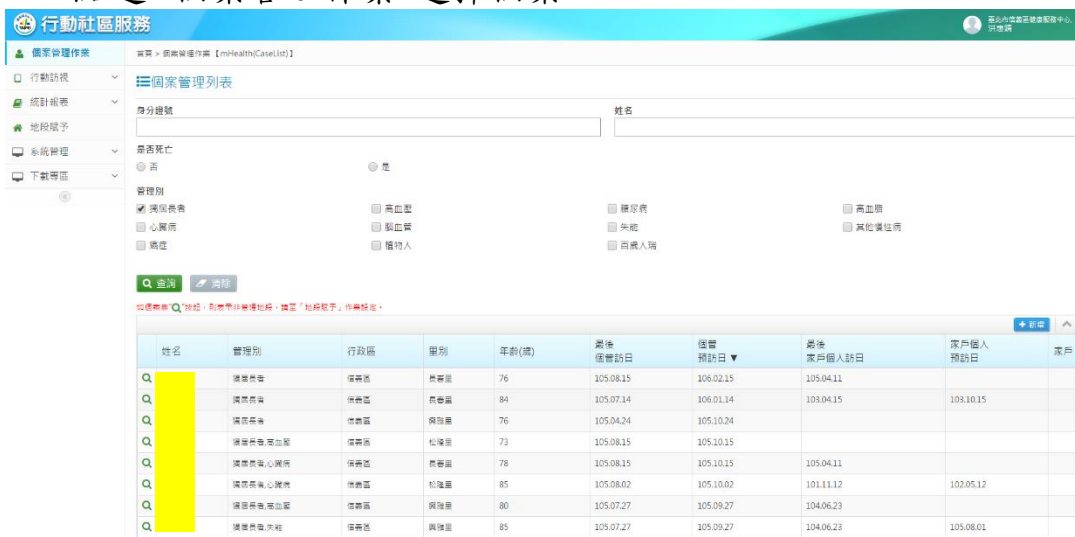 行動社區服務
臺北市信義區健康服務中心,
個案管理作業
首頁 > 個案管理作業 【mHealth(CaseList)】
行動訪視
統計報表
地段賦予
系統管理
下載專區
個案管理列表
身分證號 姓名
是否死亡
否 是
管理別
獨居長者 高血壓 糖尿病 高血脂
心臟病 腦血管 失能 其他慢性病
癌症 植物人 百歲人瑞
查詢 清除
如個案無"Q"按鈕,則表示非管理地段,請至「地段賦予」作業設定。
新增
姓名 管理別 行政區 里別 年齡(歲) 最後個管訪日 個管預訪日 ▼ 最後家戶個人訪日 家戶個人預訪日 家戶
獨居長者 信義區 長春里 76 105.08.15 106.02.15 105.04.11
獨居長者 信義區 長春里 84 105.07.14 106.01.14 103.04.15 103.10.15
獨居長者 信義區 興雅里 76 105.04.24 105.10.24
獨居長者,高血壓 信義區 松隆里 73 105.08.15 105.10.15
獨居長者,心臟病 信義區 長春里 78 105.08.15 105.10.15 105.04.11
獨居長者,心臟病 信義區 松隆里 85 105.08.02 105.10.02 101.11.12 102.05.12
獨居長者,高血壓 信義區 興雅里 80 105.07.27 105.09.27 104.06.23
獨居長者,失能 信義區 興雅里 85 105.07.27 105.09.27 104.06.23 105.08.01